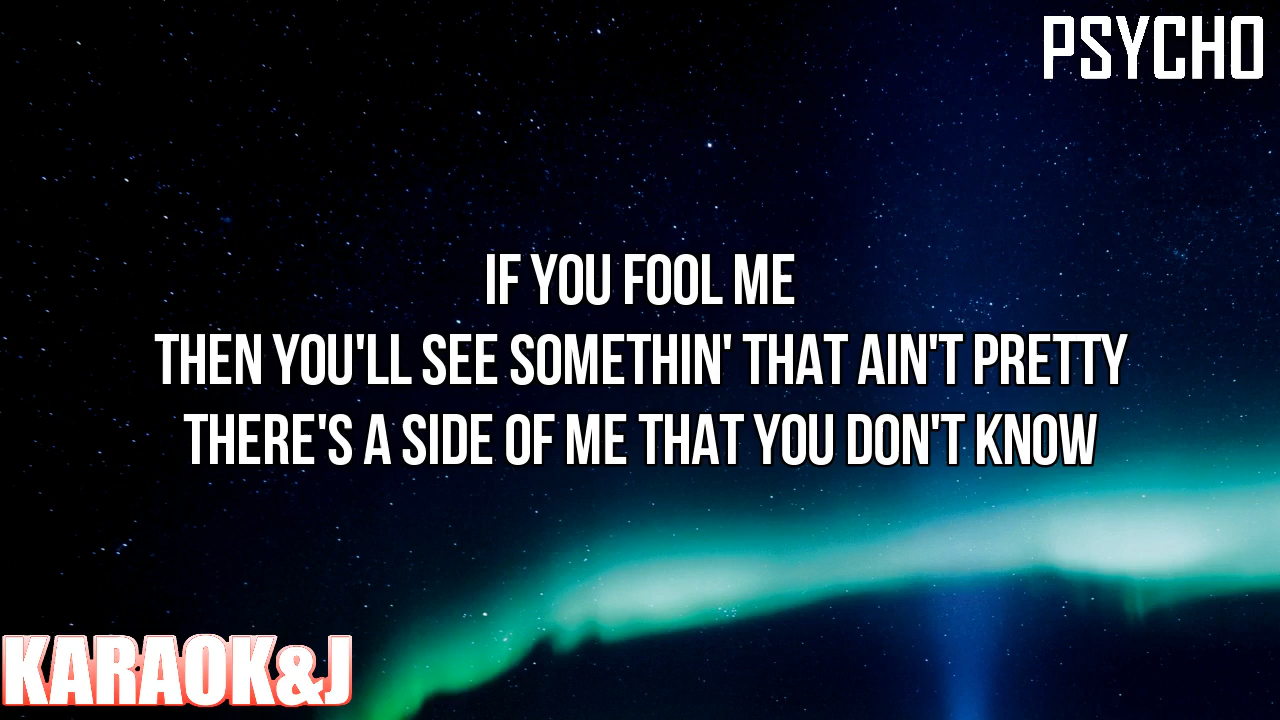 PSYCHO
IF YOU FOOL ME
THEN YOU'LL SEE SOMETHIN' THAT AIN'T PRETTY
THERE'S A SIDE OF ME THAT YOU DON'T KNOW
KARAOK&J